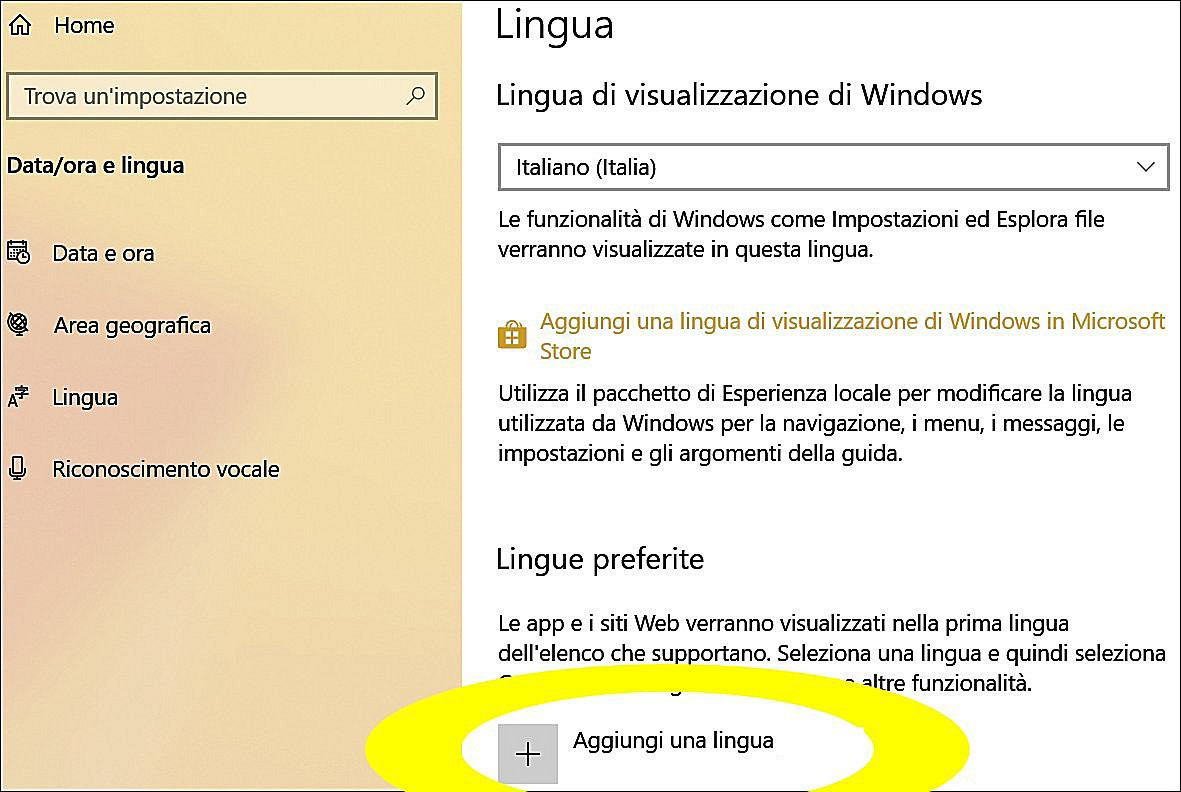 Home
Trova un'impostazione
Data/ora e lingua
Data e ora
Area geografica
Lingua
Riconoscimento vocale
Lingua
Lingua di visualizzazione di Windows
Italiano (Italia)
Le funzionalità di Windows come Impostazioni ed Esplora file
verranno visualizzate in questa lingua.
Aggiungi una lingua di visualizzazione di Windows in Microsoft
Store
Utilizza il pacchetto di Esperienza locale per modificare la lingua
utilizzata da Windows per la navigazione, i menu, i messaggi, le
impostazioni e gli argomenti della guida.
Lingue preferite
Le app e i siti Web verranno visualizzati nella prima lingua
dell'elenco che supportano. Seleziona una lingua e quindi seleziona
altre funzionalità.
Aggiungi una lingua